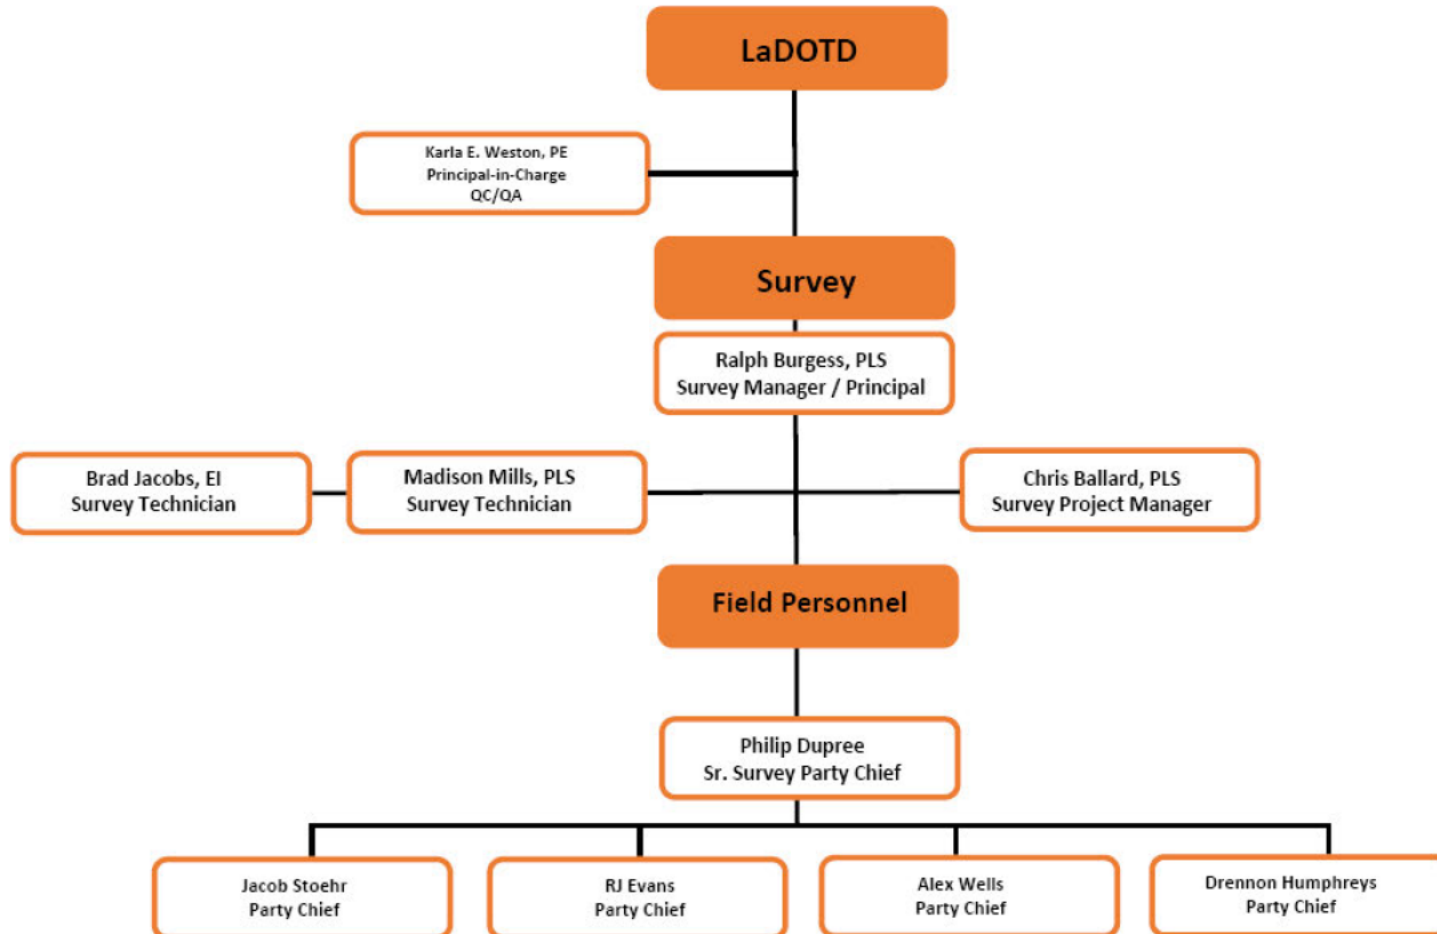 LaDOTD
Karla E. Weston, PE
Principal-in-Charge
QC/QA
Survey
Ralph Burgess, PLS
Survey Manager / Principal
Brad Jacobs, EI
Survey Technician
Madison Mills, PLS
Survey Technician
Chris Ballard, PLS
Survey Project Manager
Field Personnel
Philip Dupree
Sr. Survey Party Chief
Jacob Stoehr
Party Chief
RJ Evans
Party Chief
Alex Wells
Party Chief
Drennon Humphreys
Party Chief